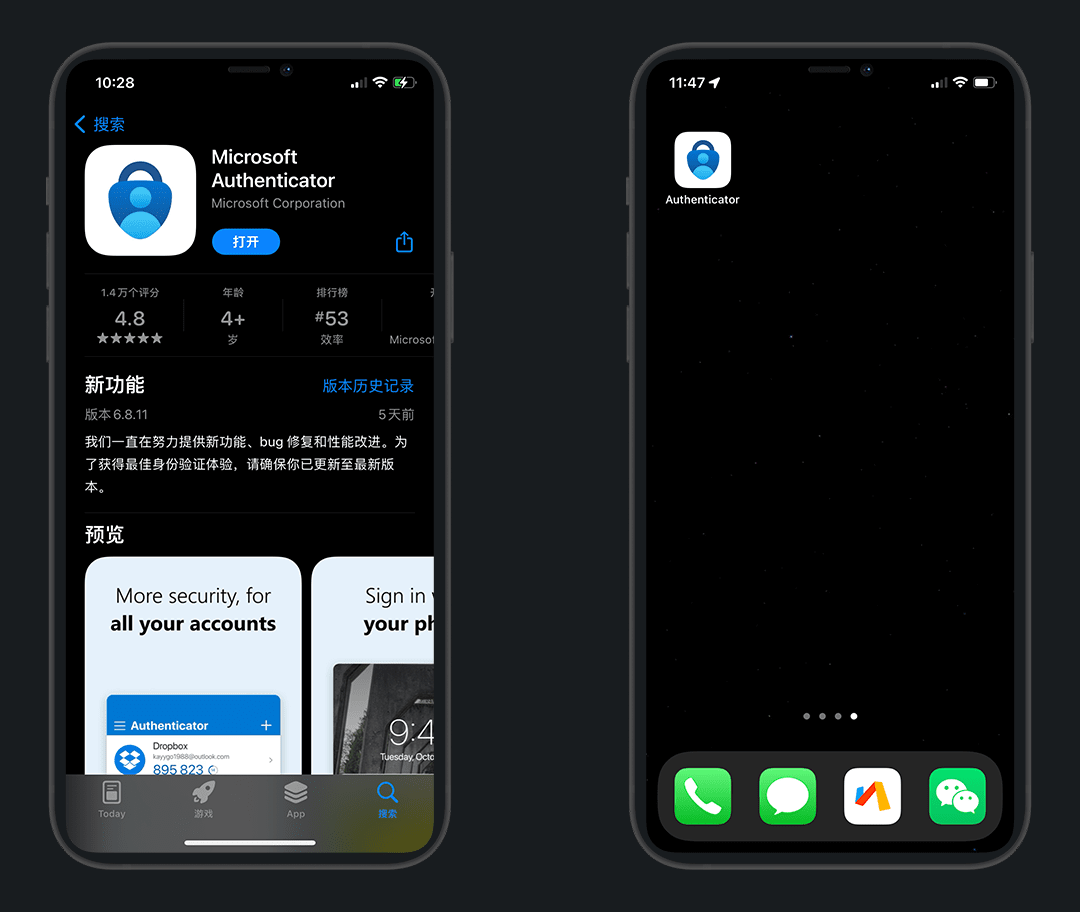 10:28
搜索
Microsoft
Authenticator
Microsoft Corporation
打开
1.4万个评分
年龄
排行榜
4.8
4+
#53
岁
效率
Microsof
新功能
版本历史记录
版本 6.8.11
5 天前
我们一直在努力提供新功能、bug 修复和性能改进。为
了获得最佳身份验证体验，请确保你已更新至最新版
本。
预览
More security, for
all your accounts
Authenticator
Dropbox
kayygo1988@outlook.com
895 823
Sign in
your ph
9:4
Tuesday, Octo
Today
游戏
App
搜索
11:47
Authenticator